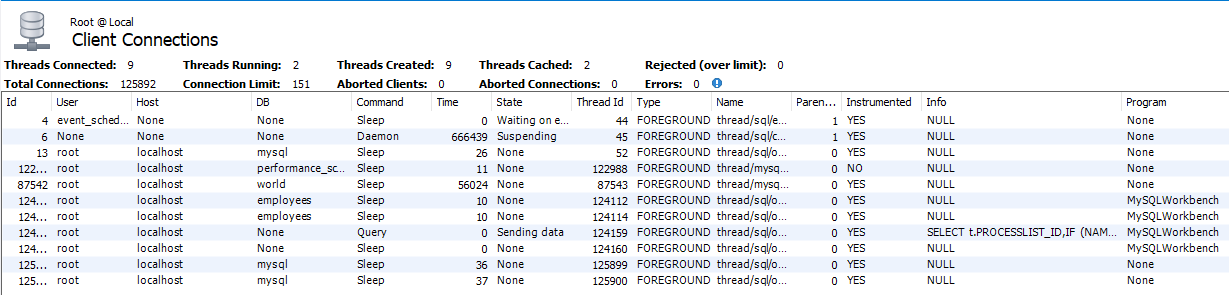 Root @ Local
Client Connections
Threads Connected: 9 Threads Running: 2 Threads Created: 9 Threads Cached: 2 Rejected (over limit): 0
Total Connections: 125892 Connection Limit: 151 Aborted Clients: 0 Aborted Connections: 0 Errors: 0
Id User Host DB Command Time State Thread Id Type Name Paren... Instrumented Info Program
4 event_sched... None None Sleep 0 Waiting on e... 44 FOREGROUND thread/sql/e... 1 YES NULL None
6 None None None Daemon 666439 Suspending 45 FOREGROUND thread/sql/c... 1 YES NULL None
13 root localhost mysql Sleep 26 None 52 FOREGROUND thread/sql/o... 0 YES NULL None
122... root localhost performance_sc... Sleep 11 None 122988 FOREGROUND thread/mysq... 0 NO NULL None
87542 root localhost world Sleep 56024 None 87543 FOREGROUND thread/sql/o... 0 YES NULL None
124... root localhost employees Sleep 10 None 124112 FOREGROUND thread/sql/o... 0 YES NULL MySQLWorkbench
124... root localhost employees Sleep 10 None 124114 FOREGROUND thread/sql/o... 0 YES NULL MySQLWorkbench
124... root localhost None Query 0 Sending data 124159 FOREGROUND thread/sql/o... 0 YES SELECT t.PROCESSLIST_ID,IF (NAM... MySQLWorkbench
124... root localhost None Sleep 0 None 124160 FOREGROUND thread/sql/o... 0 YES NULL MySQLWorkbench
125... root localhost mysql Sleep 36 None 125899 FOREGROUND thread/sql/o... 0 YES NULL None
125... root localhost mysql Sleep 37 None 125900 FOREGROUND thread/sql/o... 0 YES NULL None